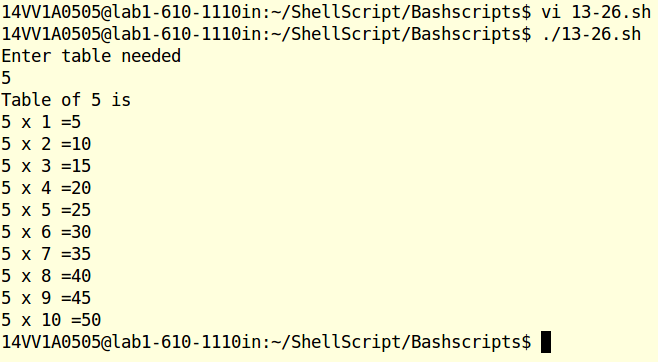 14VV1A0505@lab1-610-1110in:~/ShellScript/Bashscripts$ vi 13-26.sh
14VV1A0505@lab1-610-1110in:~/ShellScript/Bashscripts$ ./13-26.sh
Enter table needed
5
Table of 5 is
5 x 1 =5
5 x 2 =10
5 x 3 =15
5 x 4 =20
5 x 5 =25
5 x 6 =30
5 x 7 =35
5 x 8 =40
5 x 9 =45
5 x 10 =50
14VV1A0505@lab1-610-1110in:~/ShellScript/Bashscripts$